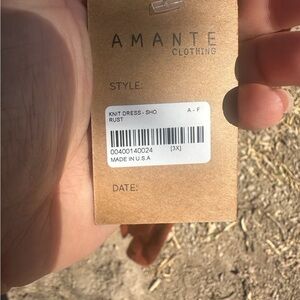 AMANTE
CLOTHING
STYLE:
KNIT DRESS - SHO A - F
RUST
00400140024 [3X]
MADE IN U.S.A
DATE: